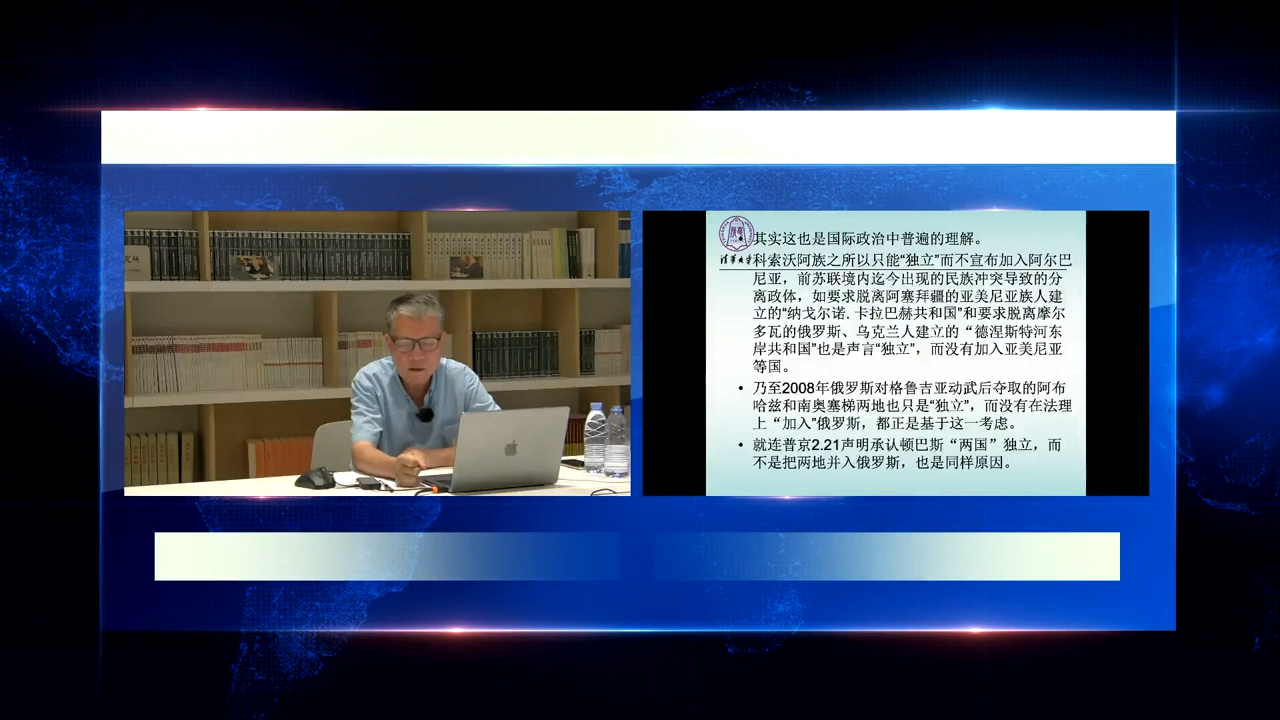 其实这也是国际政治中普遍的理解。
清华大学
科索沃阿族之所以只能“独立”而不宣布加入阿尔巴
尼亚，前苏联境内迄今出现的民族冲突导致的分
离政体，如要求脱离阿塞拜疆的亚美尼亚族人建
立的“纳戈尔诺.卡拉巴赫共和国”和要求脱离摩尔
多瓦的俄罗斯、乌克兰人建立的“德涅斯特河东
岸共和国”也是声言“独立”，而没有加入亚美尼亚
等国。
• 乃至2008年俄罗斯对格鲁吉亚动武后夺取的阿布
哈兹和南奥塞梯两地也只是“独立”，而没有在法理
上“加入”俄罗斯，都正是基于这一考虑。
• 就连普京2.21声明承认顿巴斯“两国”独立，而
不是把两地并入俄罗斯，也是同样原因。